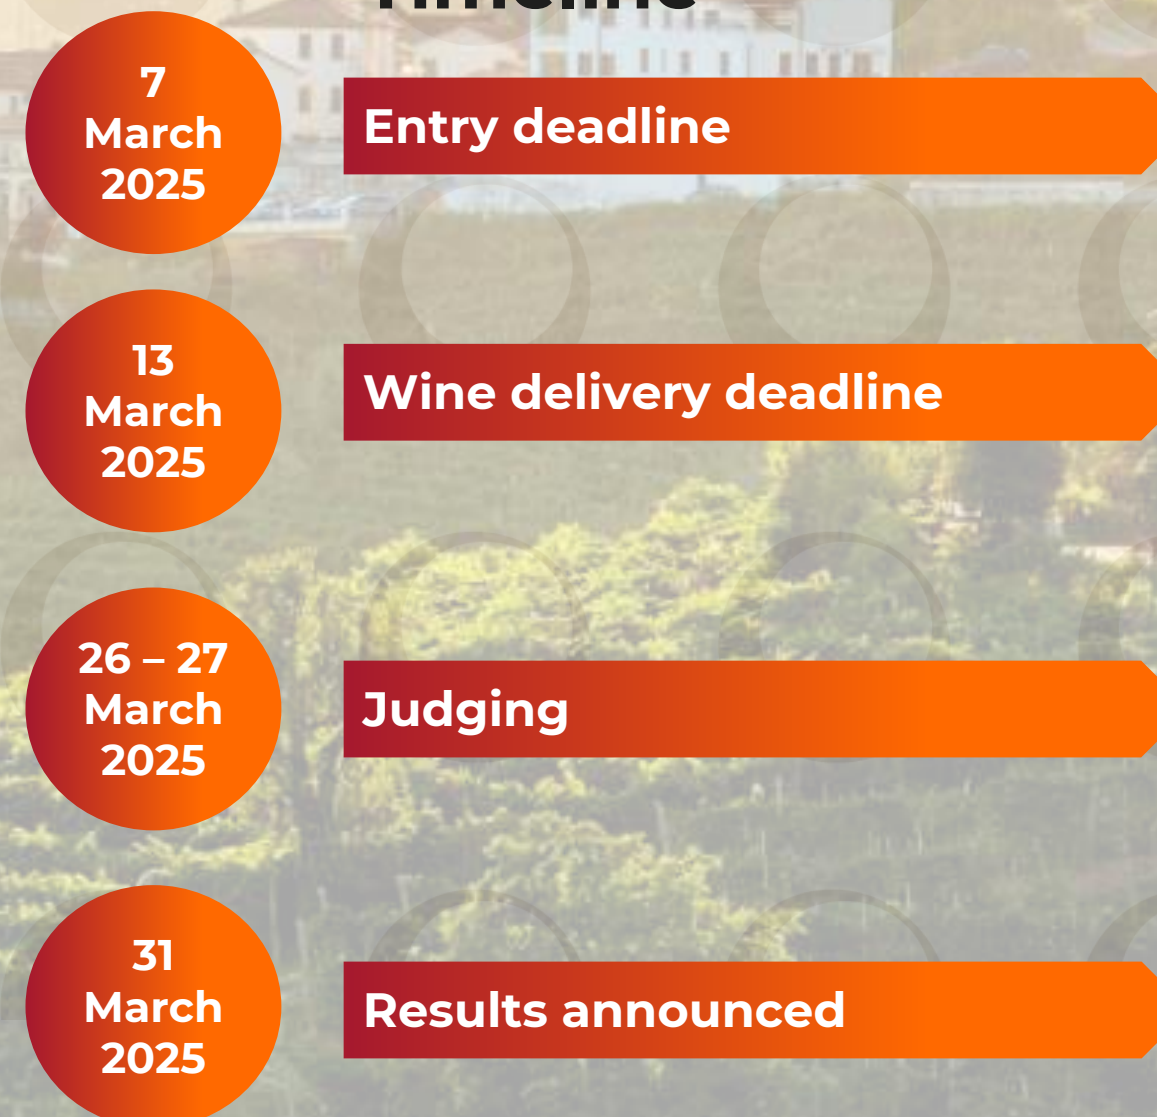 Timeline
7
March
2025
Entry deadline
13
March
2025
Wine delivery deadline
26 – 27
March
2025
Judging
31
March
2025
Results announced